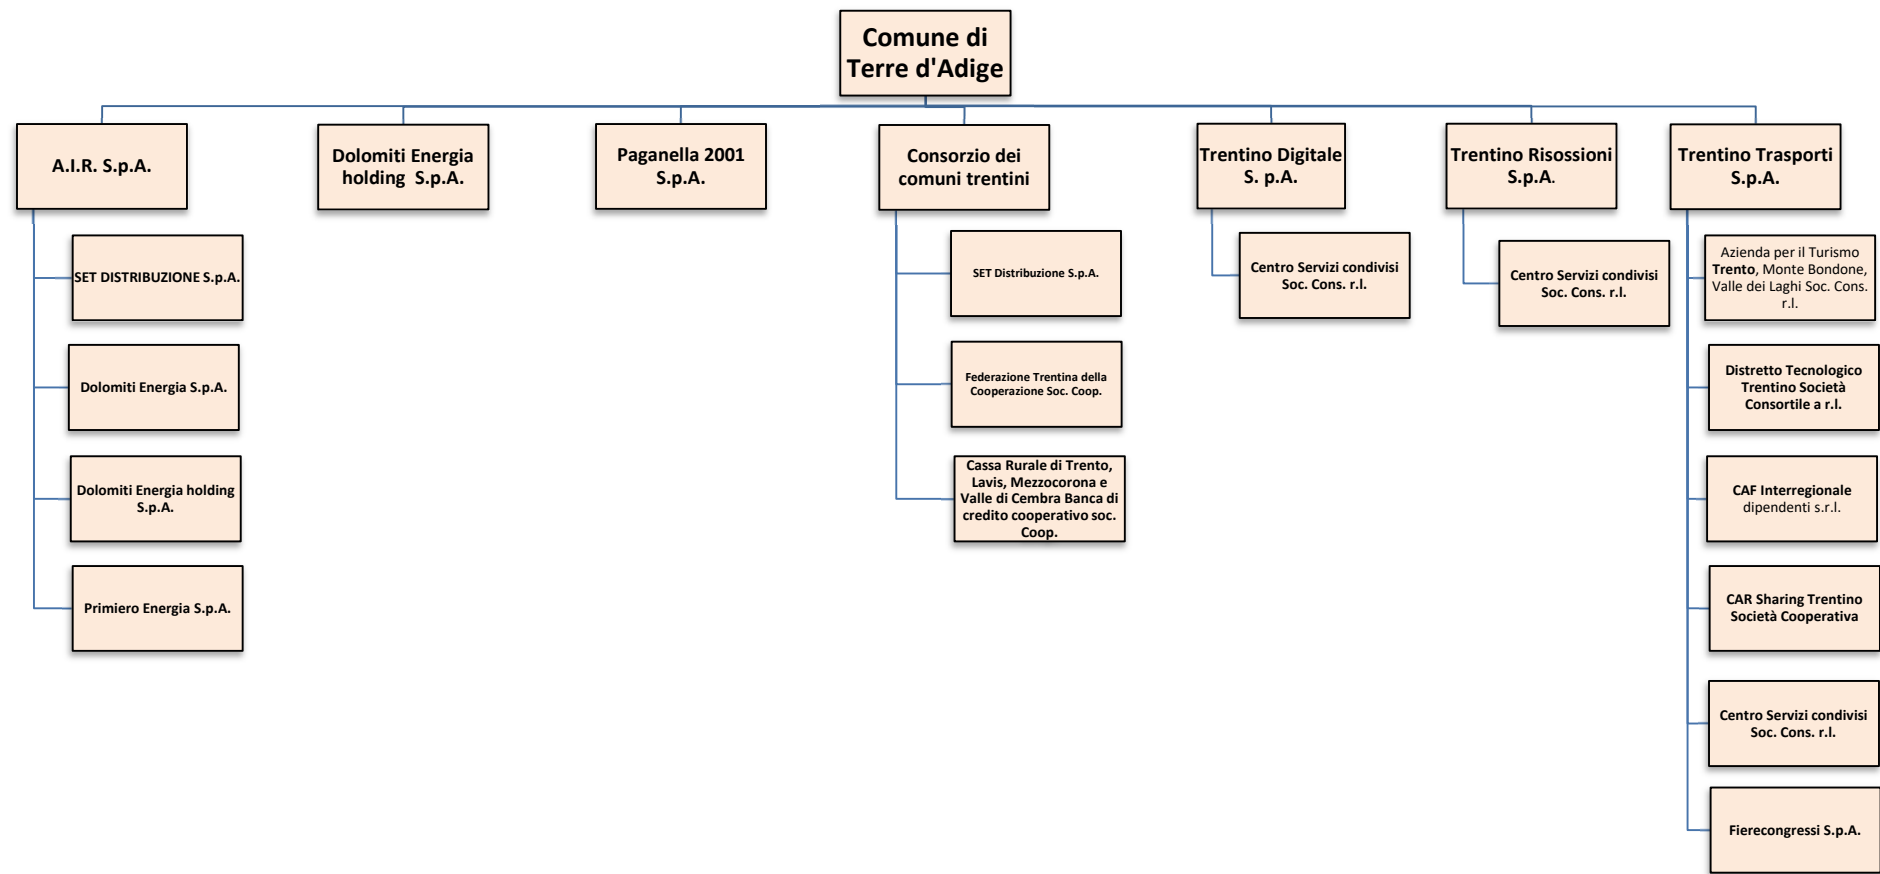 Comune di
Terre d'Adige
A.I.R. S.p.A.
Dolomiti Energia
holding S.p.A.
Paganella 2001
S.p.A.
Consorzio dei
comuni trentini
Trentino Digitale
S. p.A.
Trentino Risossioni
S.p.A.
Trentino Trasporti
S.p.A.
SET DISTRIBUZIONE S.p.A.
Dolomiti Energia S.p.A.
Dolomiti Energia holding
S.p.A.
Primiero Energia S.p.A.
SET Distribuzione S.p.A.
Federazione Trentina della
Cooperazione Soc. Coop.
Cassa Rurale di Trento,
Lavis, Mezzocorona e
Valle di Cembra Banca di
credito cooperativo soc.
Coop.
Centro Servizi condivisi
Soc. Cons. r.l.
Centro Servizi condivisi
Soc. Cons. r.l.
Azienda per il Turismo
Trento, Monte Bondone,
Valle dei Laghi Soc. Cons.
r.l.
Distretto Tecnologico
Trentino Società
Consortile a r.l.
CAF Interregionale
dipendenti s.r.l.
CAR Sharing Trentino
Società Cooperativa
Centro Servizi condivisi
Soc. Cons. r.l.
Fierecongressi S.p.A.